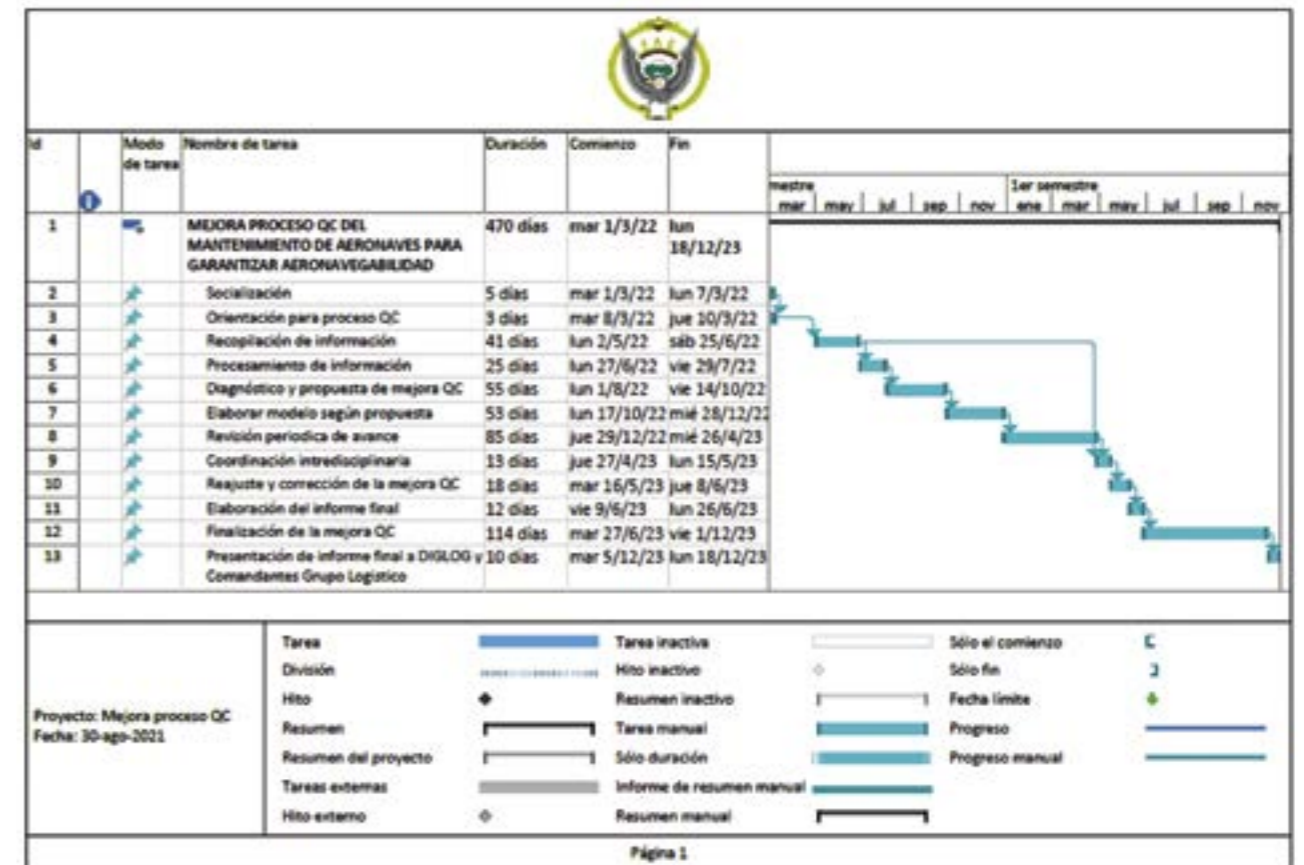 Id
Modo de tarea
Nombre de tarea
Duración
Comienzo
Fin
mestre
1er semestre
mar may jul sep nov ene mar may jul sep nov
1 MEJORA PROCESO QC DEL MANTENIMIENTO DE AERONAVES PARA GARANTIZAR AERONAVEGABILIDAD 470 días mar 1/3/22 lun 18/12/23
2 Socialización 5 días mar 1/3/22 lun 7/3/22
3 Orientación para proceso QC 3 días mar 8/3/22 jue 10/3/22
4 Recopilación de información 41 días lun 2/5/22 sáb 25/6/22
5 Procesamiento de información 25 días lun 27/6/22 vie 29/7/22
6 Diagnóstico y propuesta de mejora QC 55 días lun 1/8/22 vie 14/10/22
7 Elaborar modelo según propuesta 53 días lun 17/10/22 mié 28/12/22
8 Revisión periodica de avance 85 días jue 29/12/22 mié 26/4/23
9 Coordinación intredisciplinaria 13 días jue 27/4/23 lun 15/5/23
10 Reajuste y corrección de la mejora QC 18 días mar 16/5/23 jue 8/6/23
11 Elaboración del informe final 12 días vie 9/6/23 lun 26/6/23
12 Finalización de la mejora QC 114 días mar 27/6/23 vie 1/12/23
13 Presentación de informe final a DIGLOG y Comandantes Grupo Logistico 10 días mar 5/12/23 lun 18/12/23
Proyecto: Mejora proceso QC
Fecha: 30-ago-2021
Tarea
División
Hito
Resumen
Resumen del proyecto
Tareas externas
Hito externo
Tarea inactiva
Hito inactivo
Resumen inactivo
Tarea manual
Sólo duración
Informe de resumen manual
Resumen manual
Sólo el comienzo
Sólo fin
Fecha límite
Progreso
Progreso manual
Página 1